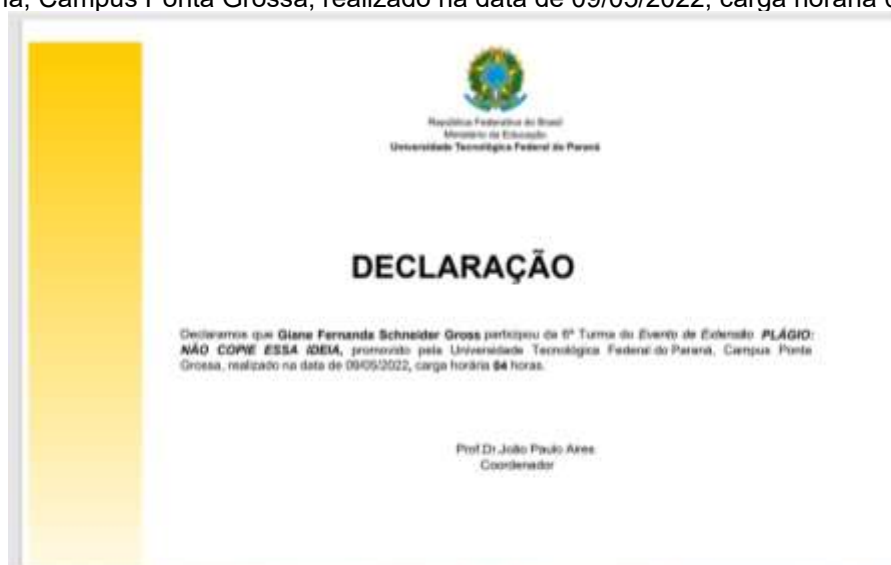 na, Campus Ponta Grossa, realizado na data de 09/05/2022, carga horária
República Federativa do Brasil
Ministério da Educação
Universidade Tecnológica Federal do Paraná
DECLARAÇÃO
Declaramos que Giane Fernanda Schneider Gross participou da 6ª Turma do Evento de Extensão PLÁGIO:
NÃO COPIE ESSA IDEIA, promovido pela Universidade Tecnológica Federal do Paraná, Campus Ponta
Grossa, realizado na data de 09/05/2022, carga horária 04 horas.
Prof.Dr.João Paulo Aires
Coordenador